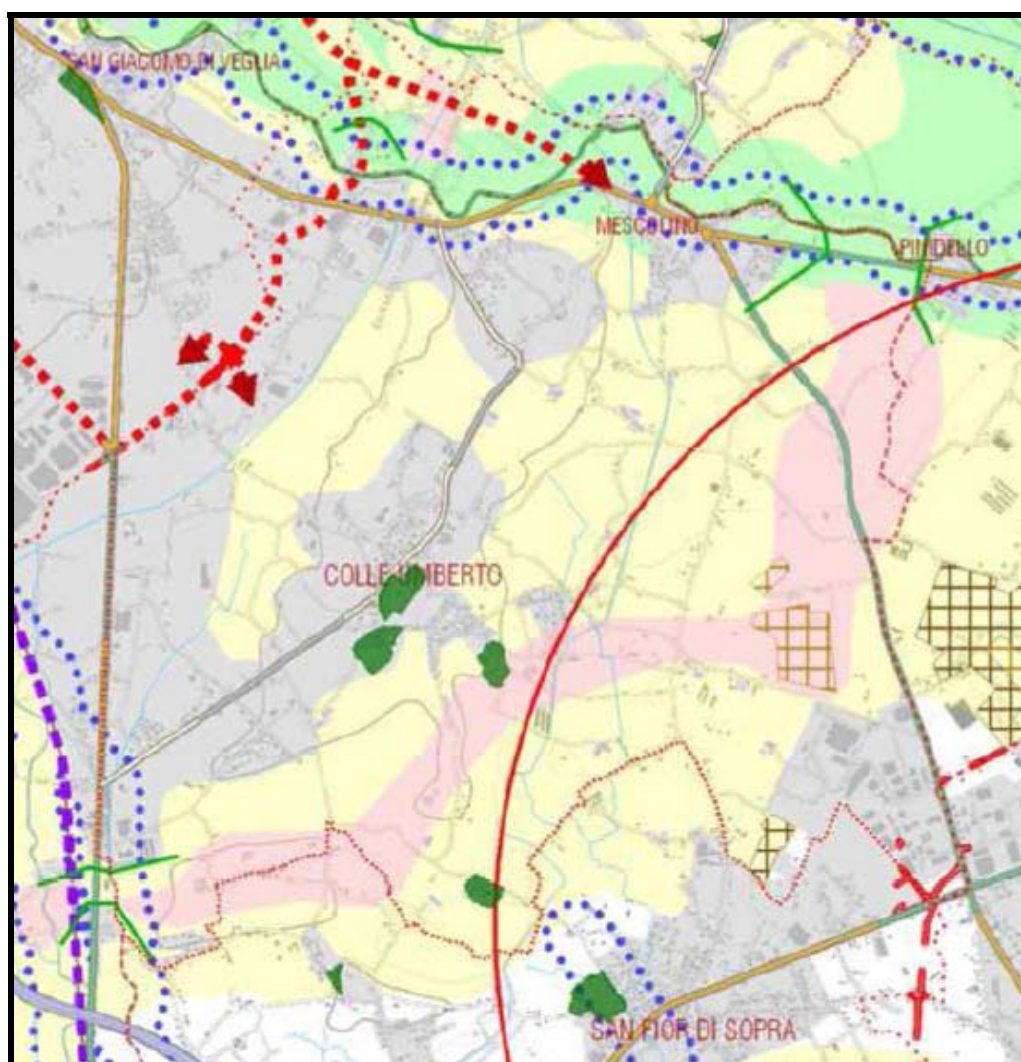 SAN GIACOMO DI VEGLIA
MESCOLINO
PINIDELLO
COLLE UMBERTO
SAN FIOR DI SOPRA